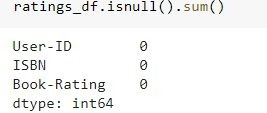 ratings_df.isnull().sum()
User-ID 0
ISBN 0
Book-Rating 0
dtype: int64